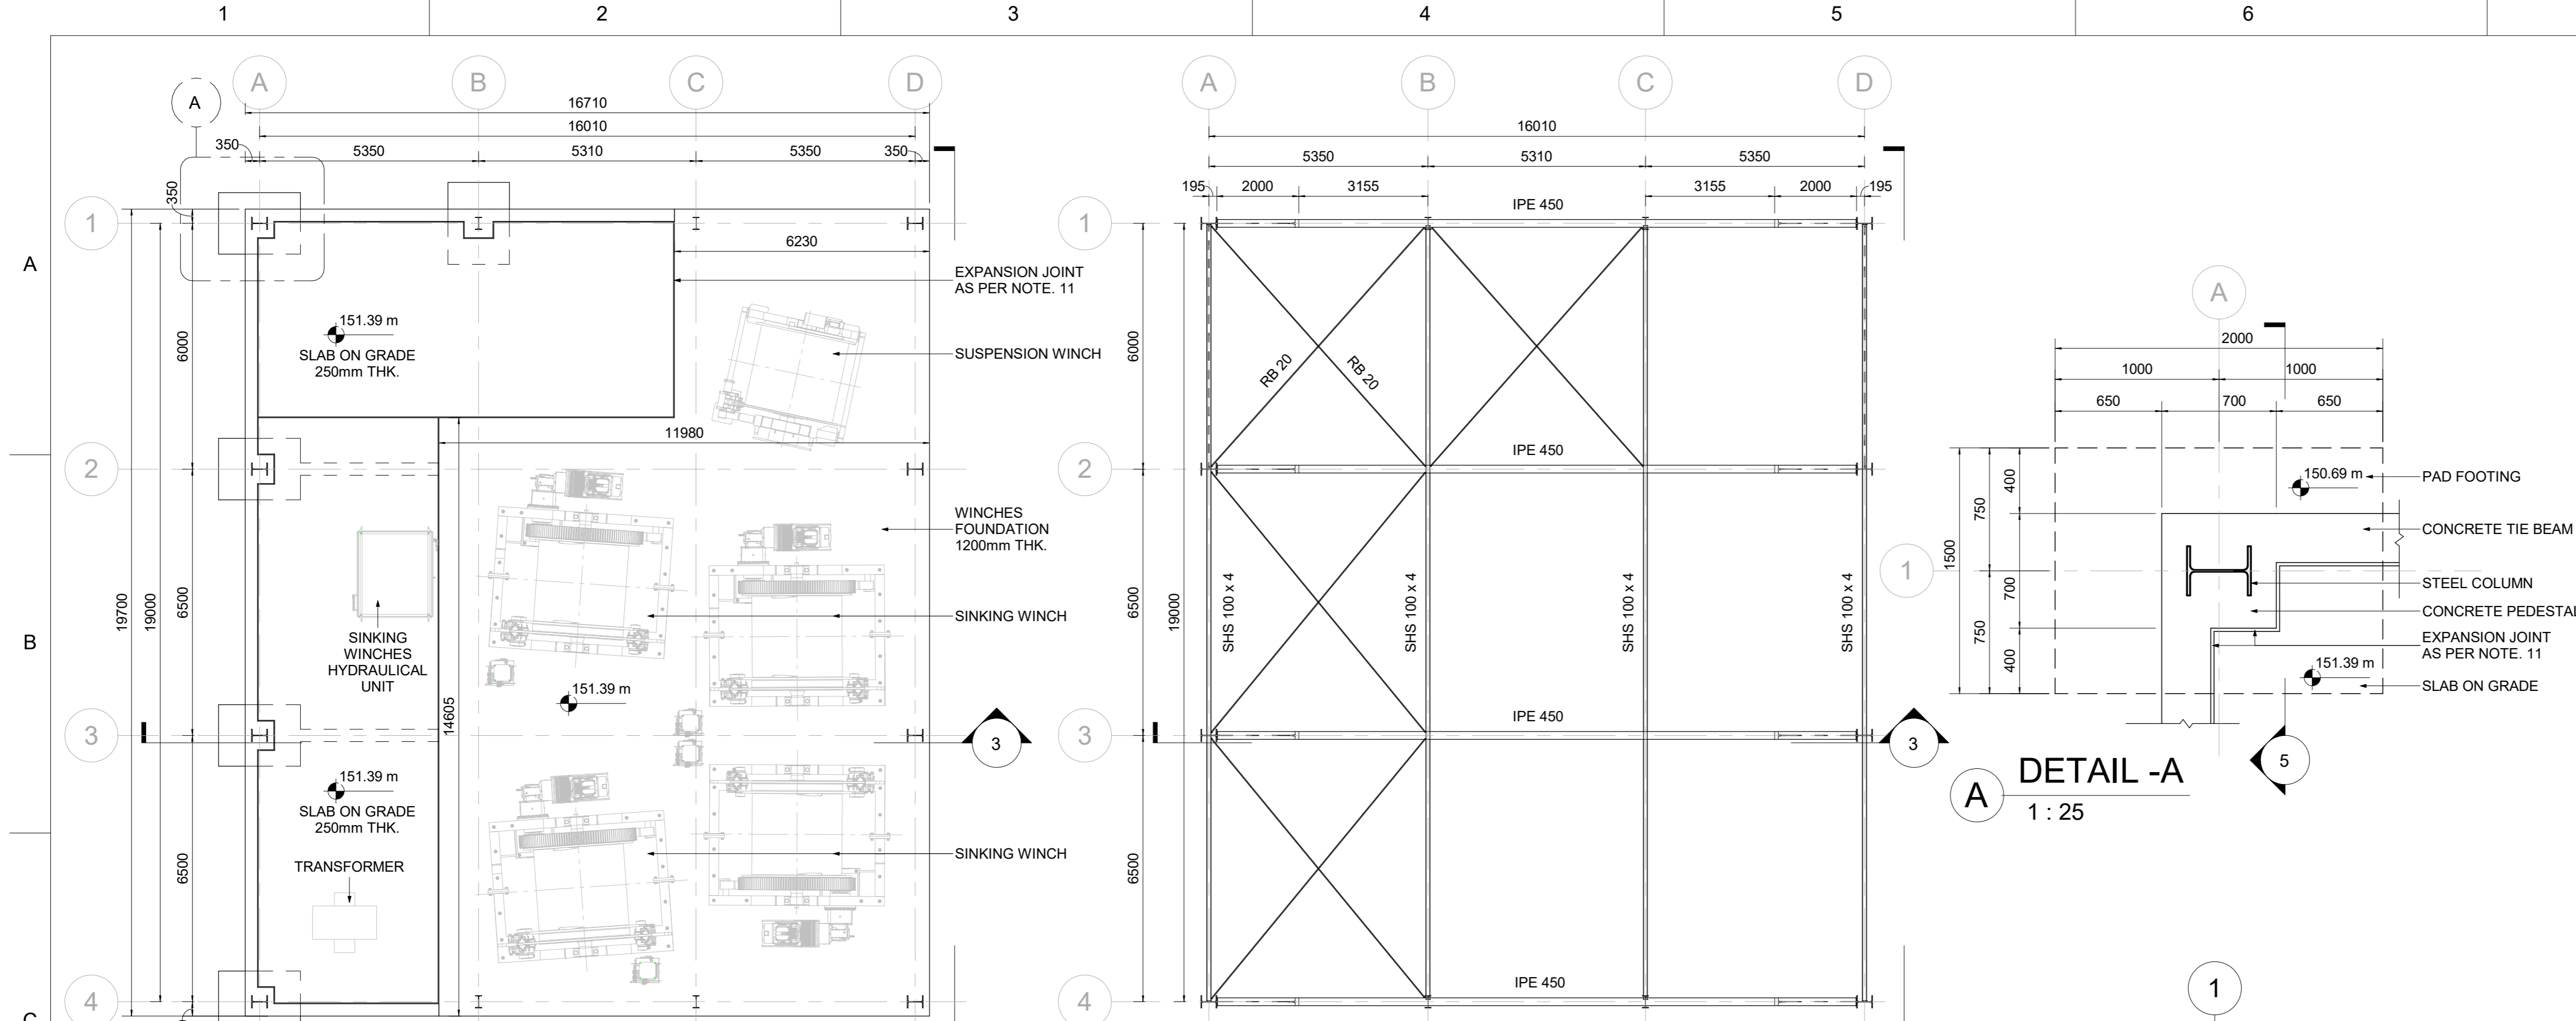 1
2
3
4
5
6
A
B
C
A
A
B
C
D
16710
16010
350
5350
5310
5350
350
350
1
6230
EXPANSION JOINT
AS PER NOTE. 11
151.39 m
SLAB ON GRADE
250mm THK.
SUSPENSION WINCH
6000
11980
2
WINCHES
FOUNDATION
1200mm THK.
19700
19000
6500
SINKING
WINCHES
HYDRAULICAL
UNIT
SINKING WINCH
14605
151.39 m
3
3
151.39 m
SLAB ON GRADE
250mm THK.
TRANSFORMER
SINKING WINCH
6500
4
A
B
C
D
16010
5350
5310
5350
195
2000
3155
3155
2000
195
IPE 450
1
6000
RB 20
RB 20
IPE 450
2
6500
19000
SHS 100 x 4
SHS 100 x 4
SHS 100 x 4
SHS 100 x 4
IPE 450
3
3
6500
IPE 450
4
A
2000
1000
1000
650
700
650
150.69 m
PAD FOOTING
400
750
1500
CONCRETE TIE BEAM
1
700
STEEL COLUMN
CONCRETE PEDESTAL
750
EXPANSION JOINT
AS PER NOTE. 11
400
151.39 m
SLAB ON GRADE
5
A
DETAIL -A
1 : 25
1